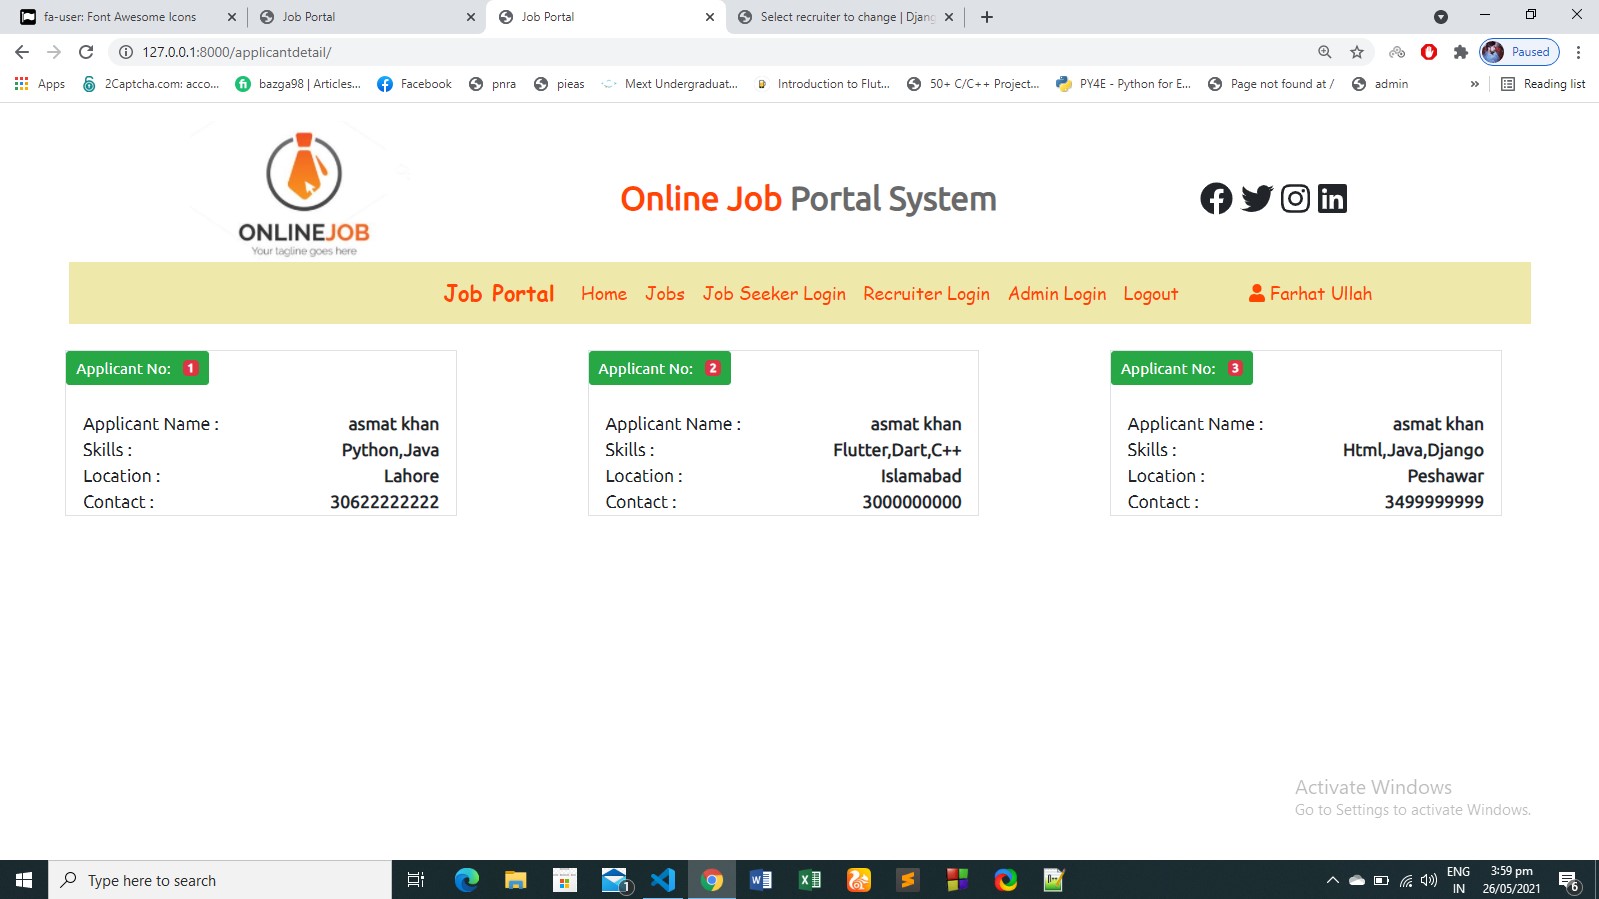 fa-user: Font Awesome Icons
Job Portal
Job Portal
Select recruiter to change | Djang
127.0.0.1:8000/applicantdetail/
Paused
Apps
2Captcha.com: acco...
bazga98 | Articles...
Facebook
pnra
pieas
Mext Undergraduat...
Introduction to Flut...
50+ C/C++ Project...
PY4E - Python for E...
Page not found at /
admin
»
Reading list
ONLINEJOB
Your tagline goes here
Online Job Portal System
Job Portal Home Jobs Job Seeker Login Recruiter Login Admin Login Logout Farhat Ullah
Applicant No: 1
Applicant Name : asmat khan
Skills : Python,Java
Location : Lahore
Contact : 30622222222
Applicant No: 2
Applicant Name : asmat khan
Skills : Flutter,Dart,C++
Location : Islamabad
Contact : 3000000000
Applicant No: 3
Applicant Name : asmat khan
Skills : Html,Java,Django
Location : Peshawar
Contact : 3499999999
Activate Windows
Go to Settings to activate Windows.
Type here to search
1
ENG
IN
3:59 pm
26/05/2021
6